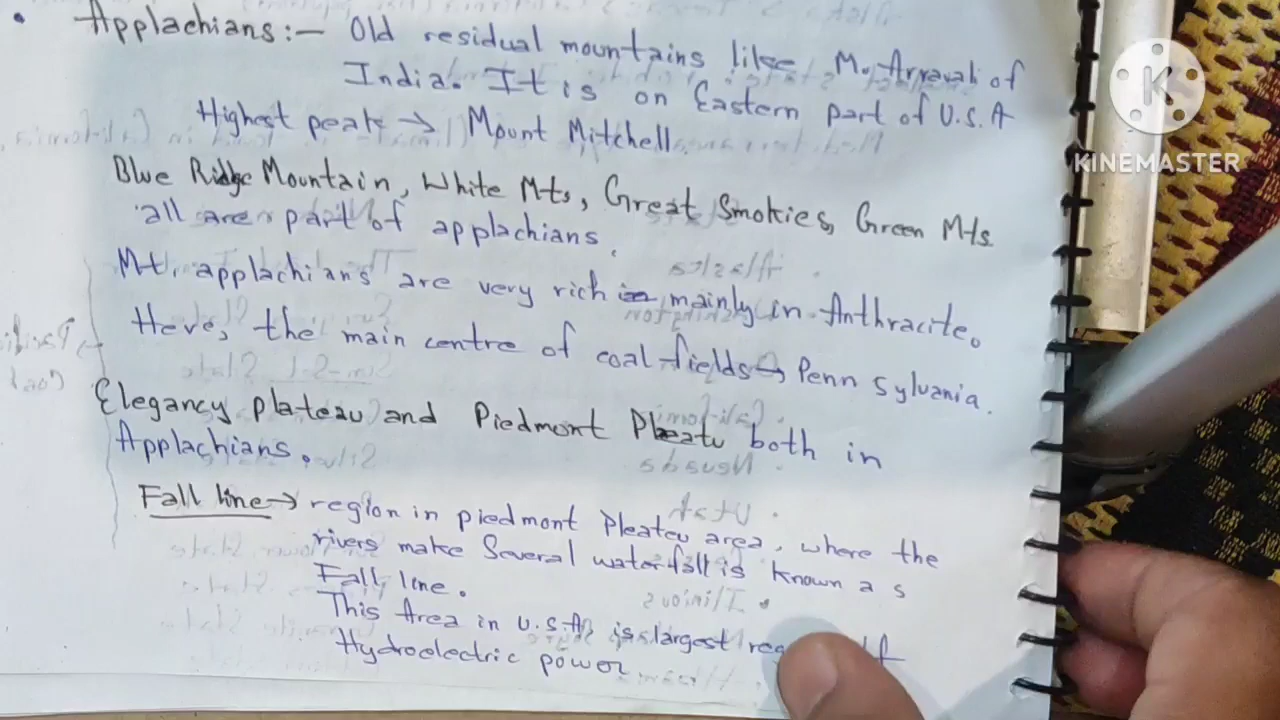 • Applachians:— Old residual mountains like M. Arravali of
India. It is on Eastern part of U.S.A
Highest peak → Mount Mitchell.
Blue Ridge Mountain, White Mts, Great Smokies, Green Mts
all are part of applachians.
Mt. applachians are very rich mainly in Anthracite.
Here, the main centre of coal fields → Penn sylvania.
Elegancy plateau and Piedmont Pleatu both in
Applachians.
Fall line → region in piedmont Pleateu area, where the
rivers make Several waterfall is known as
Fall line.
This Area in U.S.A is largest
Hydroelectric power
K
KINEMASTER